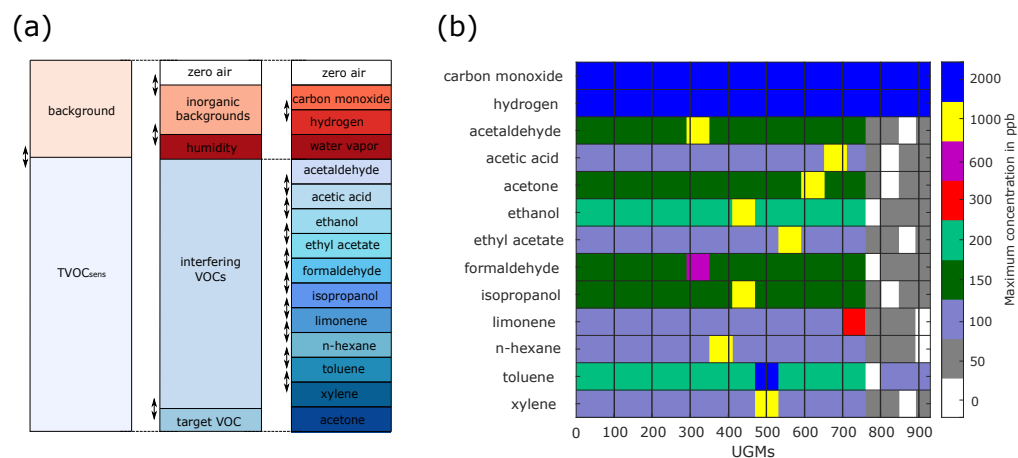 (a)
background
TVOCsens
zero air
inorganic
backgrounds
humidity
interfering
VOCs
target VOC
zero air
carbon monoxide
hydrogen
water vapor
acetaldehyde
acetic acid
ethanol
ethyl acetate
formaldehyde
isopropanol
limonene
n-hexane
toluene
xylene
acetone
(b)
carbon monoxide
hydrogen
acetaldehyde
acetic acid
acetone
ethanol
ethyl acetate
formaldehyde
isopropanol
limonene
n-hexane
toluene
xylene
0 100 200 300 400 500 600 700 800 900
UGMs
2000
1000
600
300
200
150
100
50
0
Maximum concentration in ppb